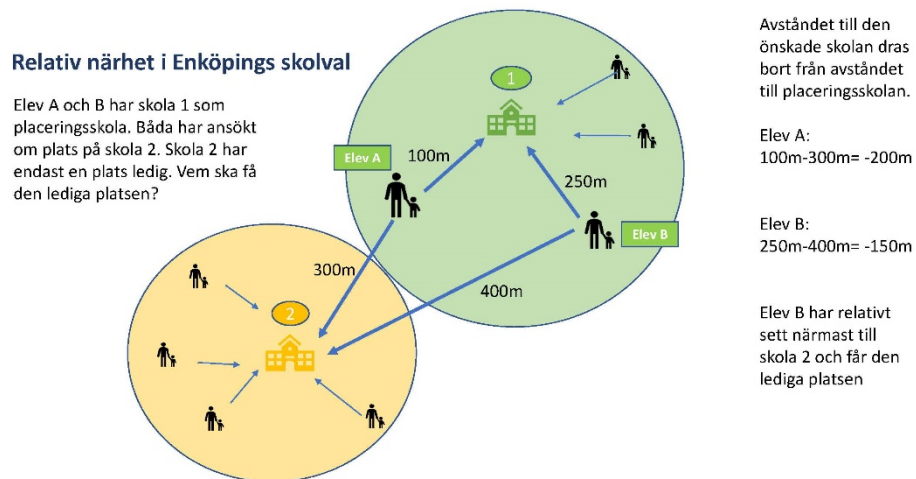 Relativ närhet i Enköpings skolval
Elev A och B har skola 1 som
placeringsskola. Båda har ansökt
om plats på skola 2. Skola 2 har
endast en plats ledig. Vem ska få
den lediga platsen?
1
Elev A
100m
250m
Elev B
300m
400m
2
Avståndet till den
önskade skolan dras
bort från avståndet
till placeringsskolan.
Elev A:
100m-300m= -200m
Elev B:
250m-400m= -150m
Elev B har relativt
sett närmast till
skola 2 och får den
lediga platsen